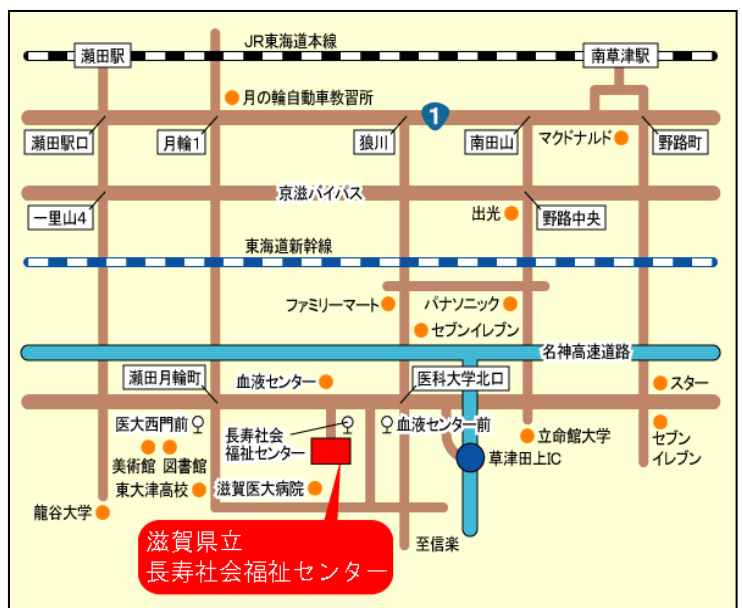 JR東海道本線
瀬田駅
南草津駅
月の輪自動車教習所
1
瀬田駅口
月輪1
狼川
南田山
マクドナルド
野路町
京滋バイパス
一里山4
出光
野路中央
東海道新幹線
ファミリーマート
パナソニック
セブンイレブン
名神高速道路
瀬田月輪町
血液センター
医科大学北口
スター
医大西門前
長寿社会
福祉センター
血液センター前
立命館大学
セブン
イレブン
美術館
図書館
草津田上IC
東大津高校
滋賀医大病院
龍谷大学
至信楽
滋賀県立
長寿社会福祉センター